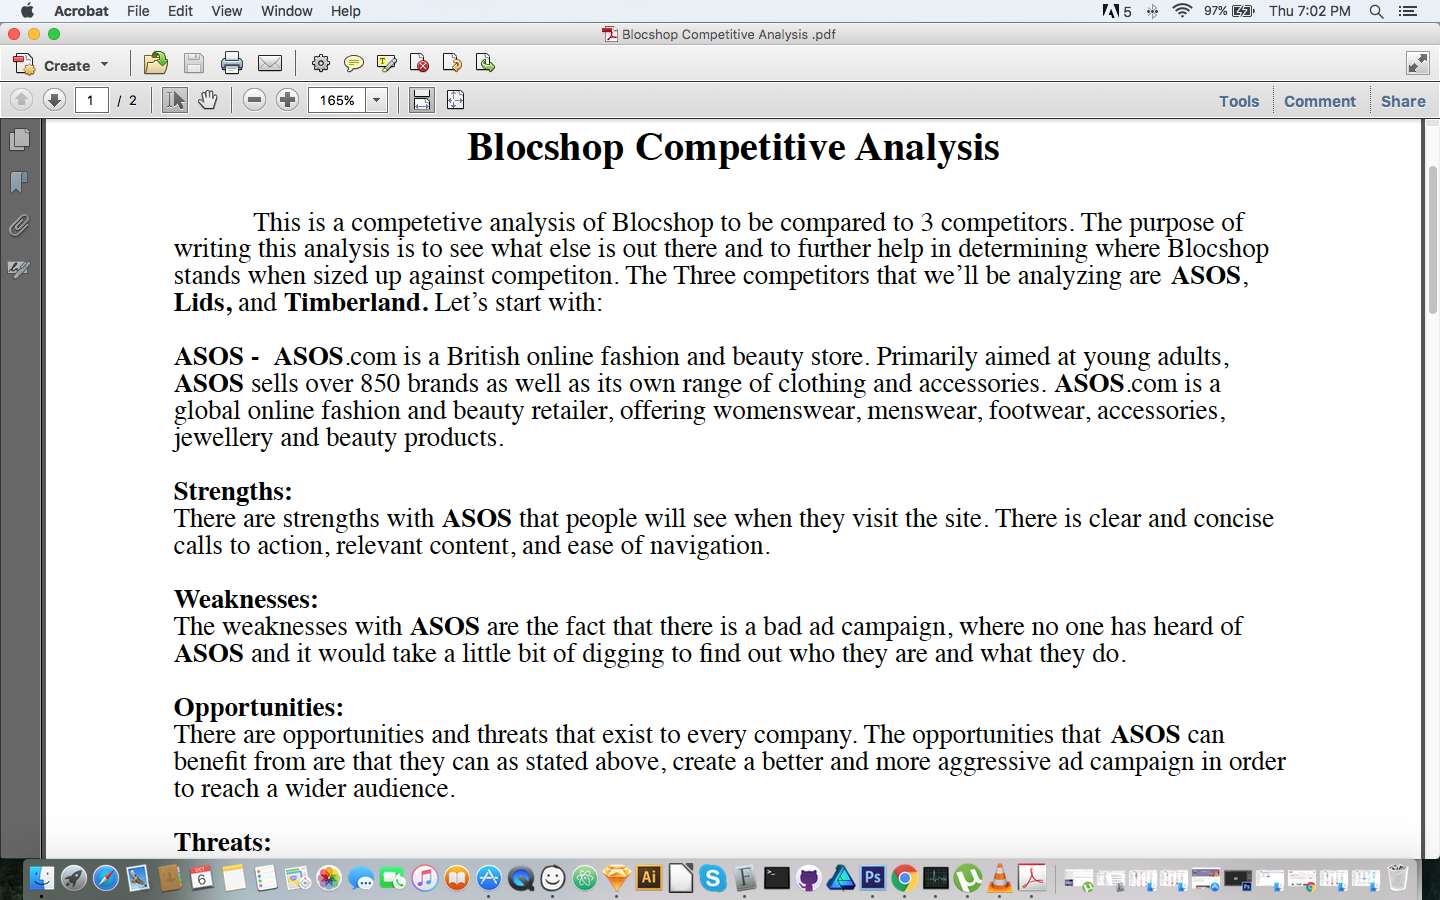 Acrobat File Edit View Window Help 5 97% Thu 7:02 PM
Blocshop Competitive Analysis .pdf
Create
1 / 2 165% Tools Comment Share
Blocshop Competitive Analysis
This is a competetive analysis of Blocshop to be compared to 3 competitors. The purpose of
writing this analysis is to see what else is out there and to further help in determining where Blocshop
stands when sized up against competiton. The Three competitors that we’ll be analyzing are ASOS,
Lids, and Timberland. Let’s start with:
ASOS - ASOS.com is a British online fashion and beauty store. Primarily aimed at young adults,
ASOS sells over 850 brands as well as its own range of clothing and accessories. ASOS.com is a
global online fashion and beauty retailer, offering womenswear, menswear, footwear, accessories,
jewellery and beauty products.
Strengths:
There are strengths with ASOS that people will see when they visit the site. There is clear and concise
calls to action, relevant content, and ease of navigation.
Weaknesses:
The weaknesses with ASOS are the fact that there is a bad ad campaign, where no one has heard of
ASOS and it would take a little bit of digging to find out who they are and what they do.
Opportunities:
There are opportunities and threats that exist to every company. The opportunities that ASOS can
benefit from are that they can as stated above, create a better and more aggressive ad campaign in order
to reach a wider audience.
Threats:
OCT
6 Ai Ps